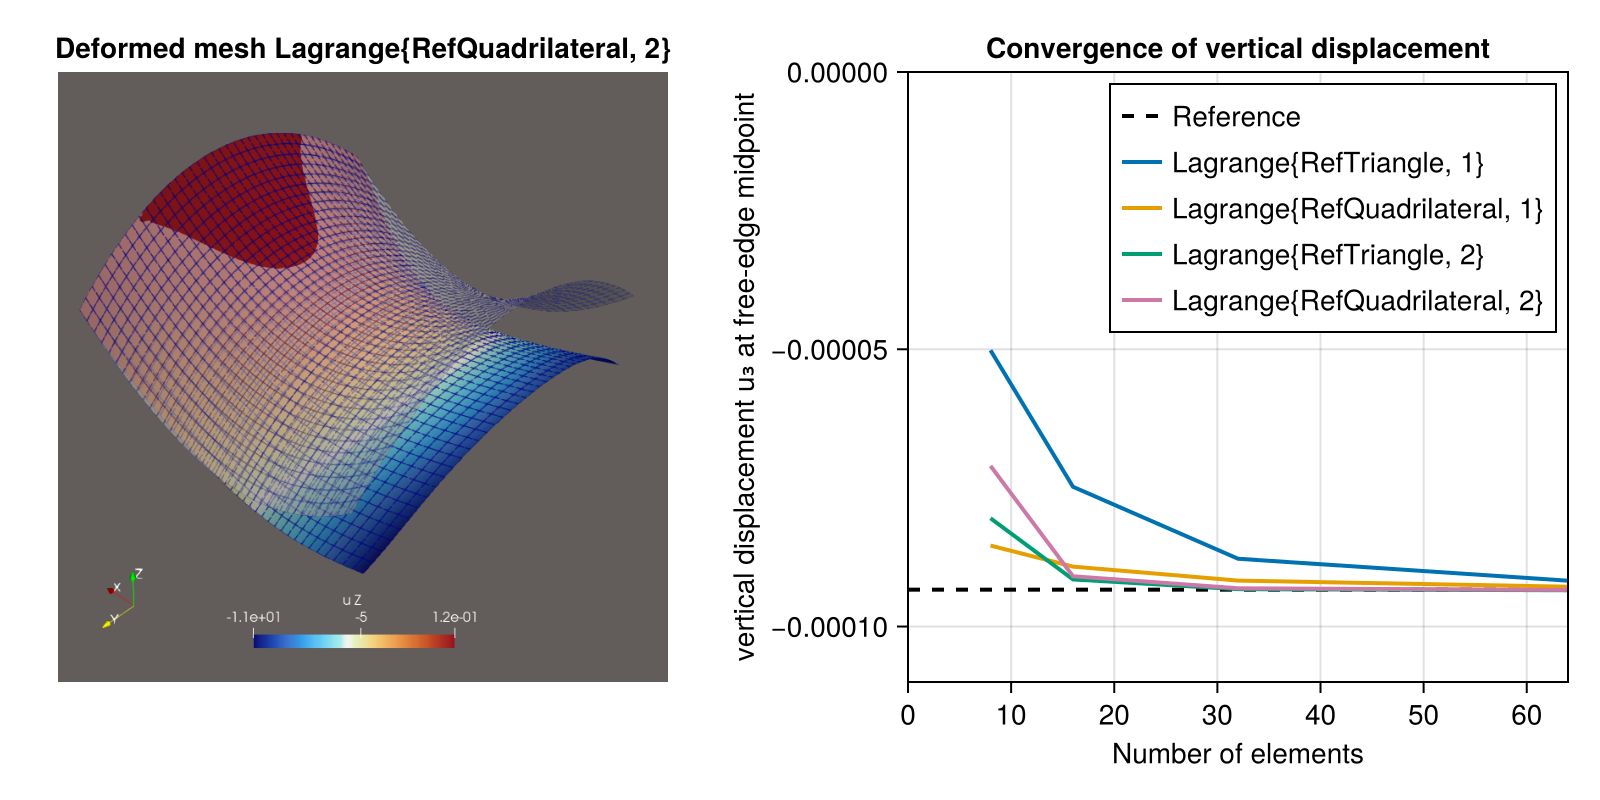 Deformed mesh Lagrange{RefQuadrilateral, 2}
X
Z
Y
u Z
-1.1e+01
-5
1.2e-01
Convergence of vertical displacement
vertical displacement u₃ at free-edge midpoint
0.00000
−0.00005
−0.00010
Reference
Lagrange{RefTriangle, 1}
Lagrange{RefQuadrilateral, 1}
Lagrange{RefTriangle, 2}
Lagrange{RefQuadrilateral, 2}
0 10 20 30 40 50 60
Number of elements